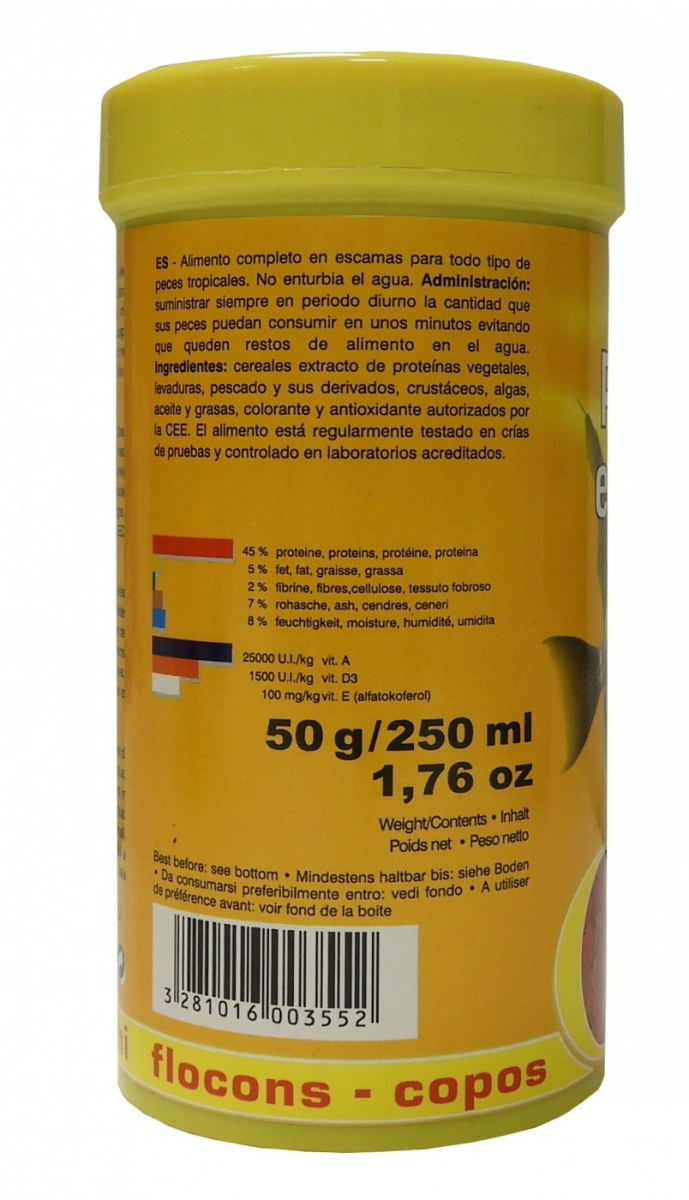 ES - Alimento completo en escamas para todo tipo de
peces tropicales. No enturbia el agua. Administración:
suministrar siempre en periodo diurno la cantidad que
sus peces puedan consumir en unos minutos evitando
que queden restos de alimento en el agua.
Ingredientes: cereales extracto de proteínas vegetales,
levaduras, pescado y sus derivados, crustáceos, algas,
aceite y grasas, colorante y antioxidante autorizados por
la CEE. El alimento está regularmente testado en crías
de pruebas y controlado en laboratorios acreditados.
45 % proteine, proteins, protéine, proteina
5 % fet, fat, graisse, grassa
2 % fibrine, fibres,cellulose, tessuto fobroso
7 % rohasche, ash, cendres, ceneri
8 % feuchtigkeit, moisture, humidité, umidita
25000 U.I./kg vit. A
1500 U.I./kg vit. D3
100 mg/kgvit. E (alfatokoferol)
50 g/250 ml
1,76 oz
Weight/Contents • Inhalt
Poids net • Peso netto
Best before: see bottom • Mindestens haltbar bis: siehe Boden
• Da consumarsi preferibilmente entro: vedi fondo • A utiliser
de préférence avant: voir fond de la boite
3 281016 003552
flocons - copos